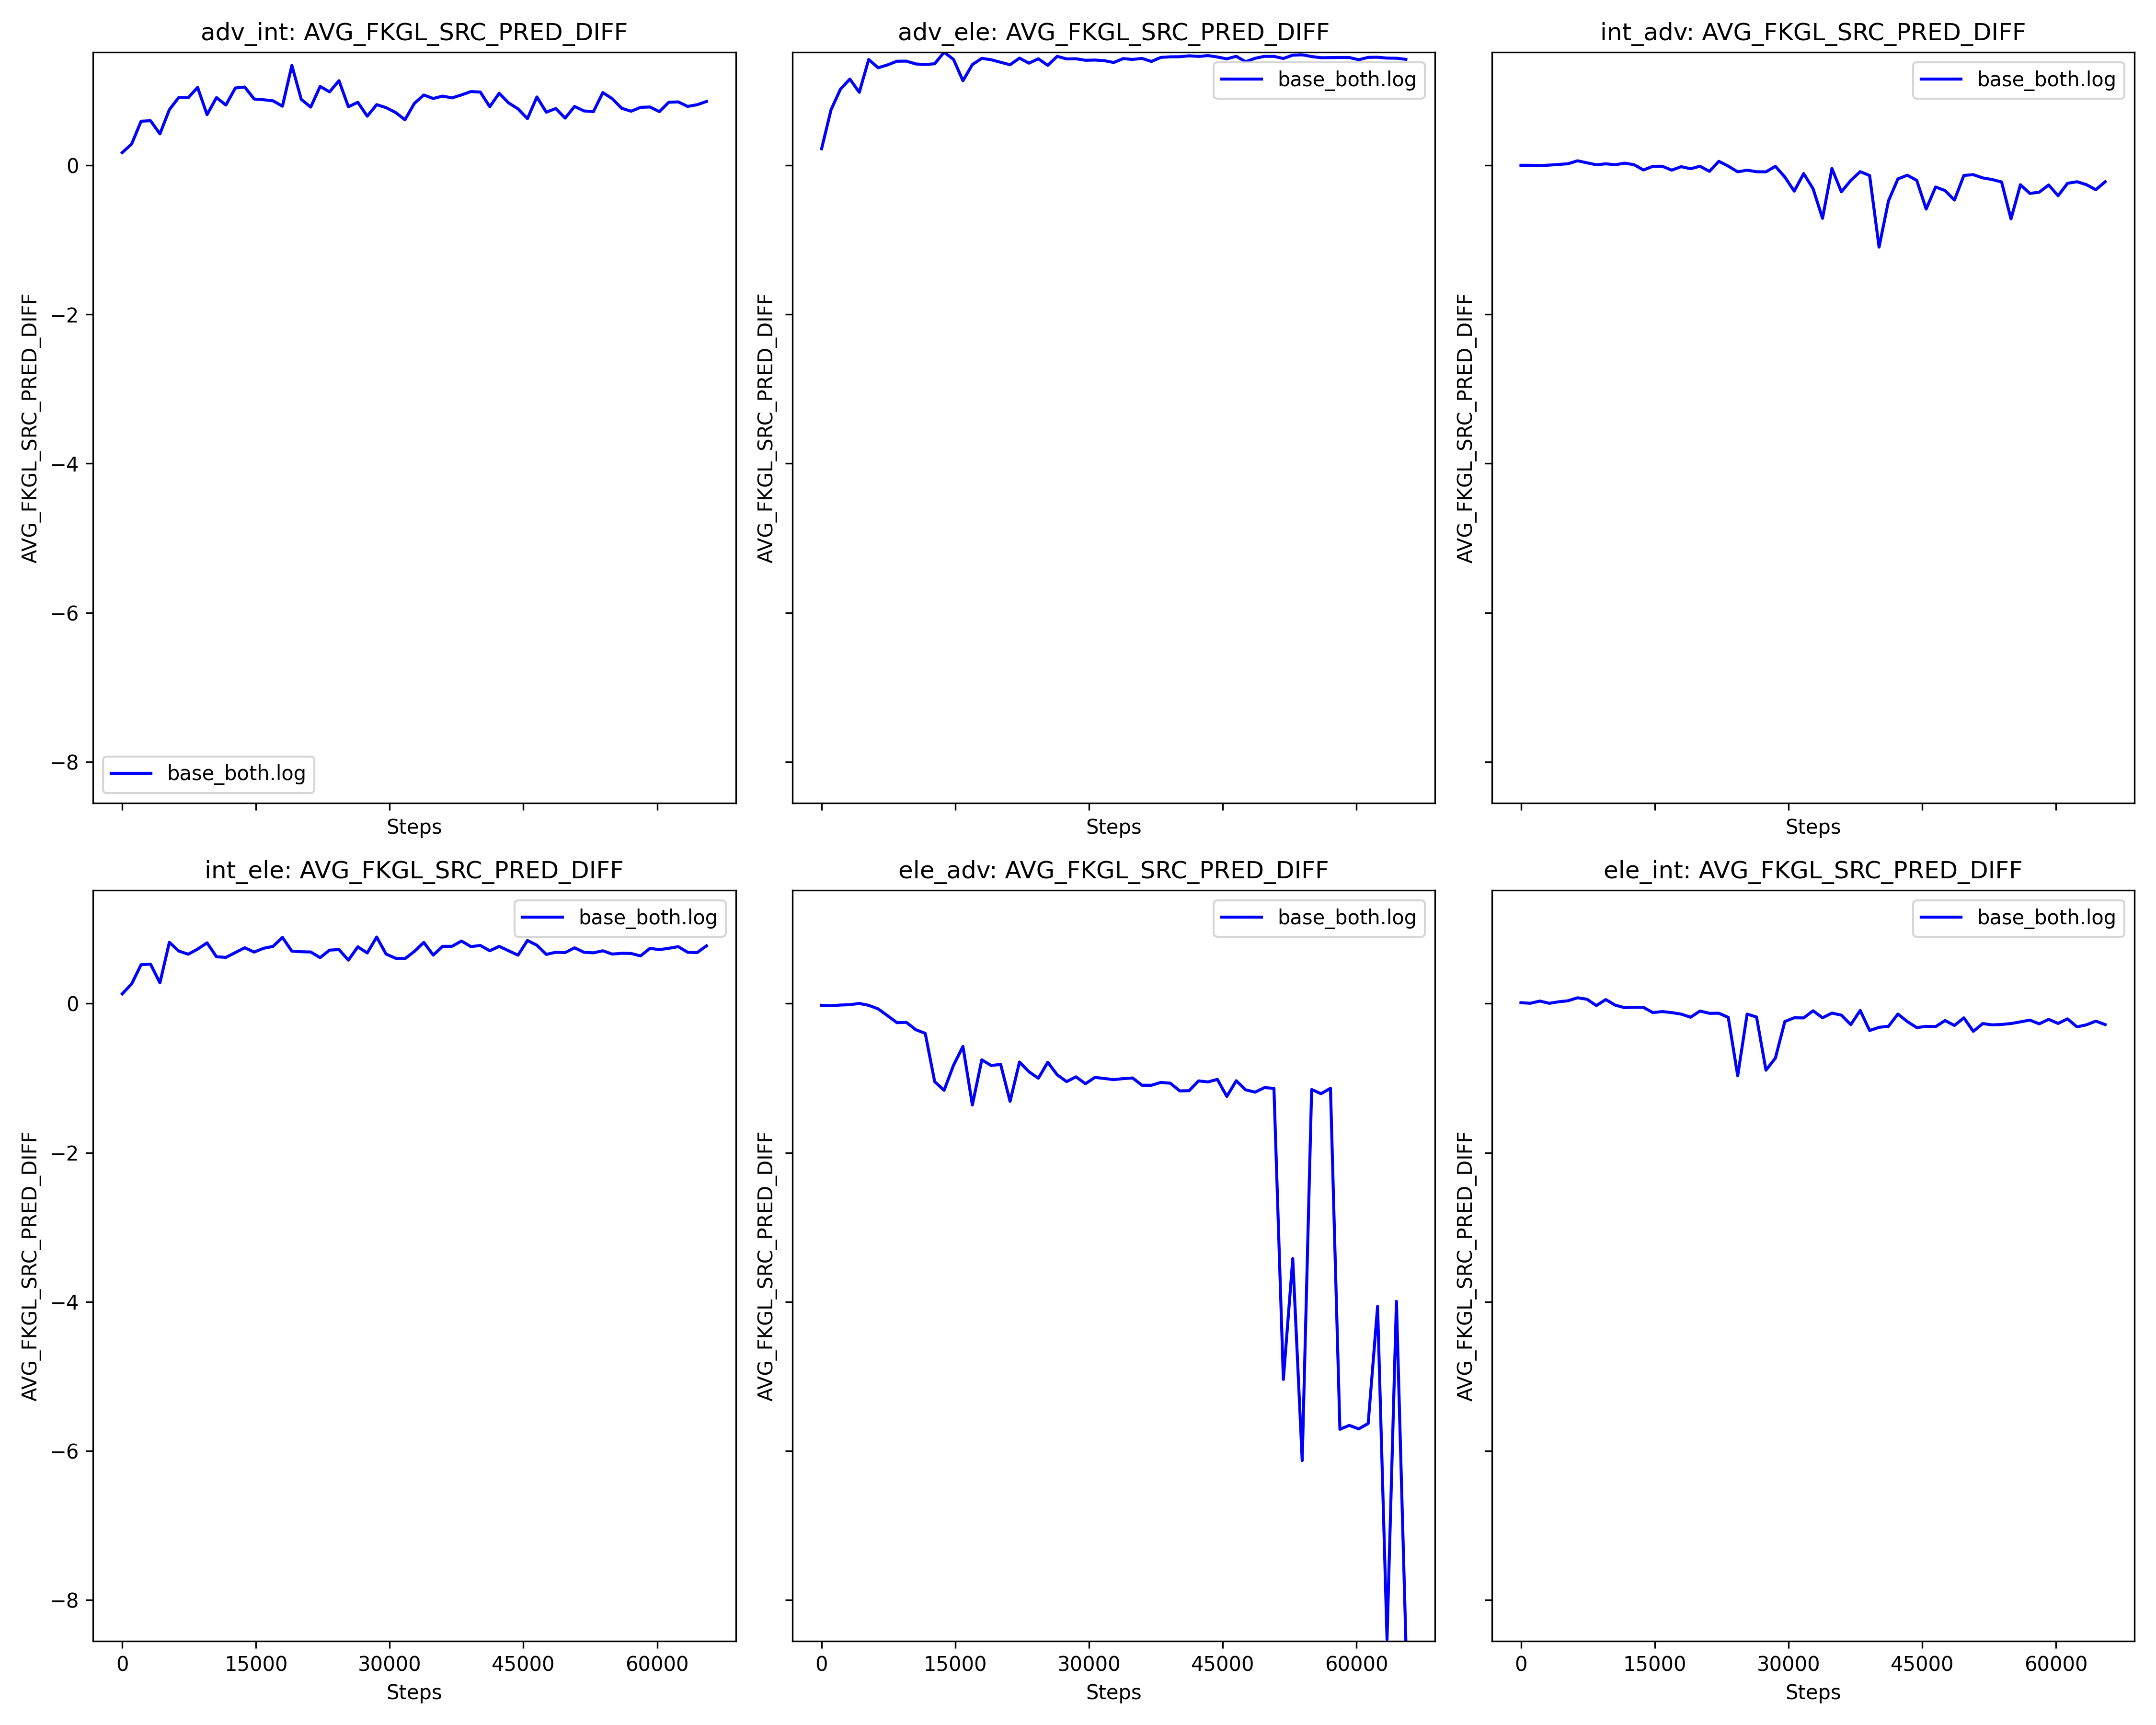 adv_int: AVG_FKGL_SRC_PRED_DIFF
AVG_FKGL_SRC_PRED_DIFF
0
−2
−4
−6
−8
base_both.log
Steps
adv_ele: AVG_FKGL_SRC_PRED_DIFF
AVG_FKGL_SRC_PRED_DIFF
base_both.log
Steps
int_adv: AVG_FKGL_SRC_PRED_DIFF
AVG_FKGL_SRC_PRED_DIFF
base_both.log
Steps
int_ele: AVG_FKGL_SRC_PRED_DIFF
AVG_FKGL_SRC_PRED_DIFF
base_both.log
0
−2
−4
−6
−8
0 15000 30000 45000 60000
Steps
ele_adv: AVG_FKGL_SRC_PRED_DIFF
AVG_FKGL_SRC_PRED_DIFF
base_both.log
0 15000 30000 45000 60000
Steps
ele_int: AVG_FKGL_SRC_PRED_DIFF
AVG_FKGL_SRC_PRED_DIFF
base_both.log
0 15000 30000 45000 60000
Steps